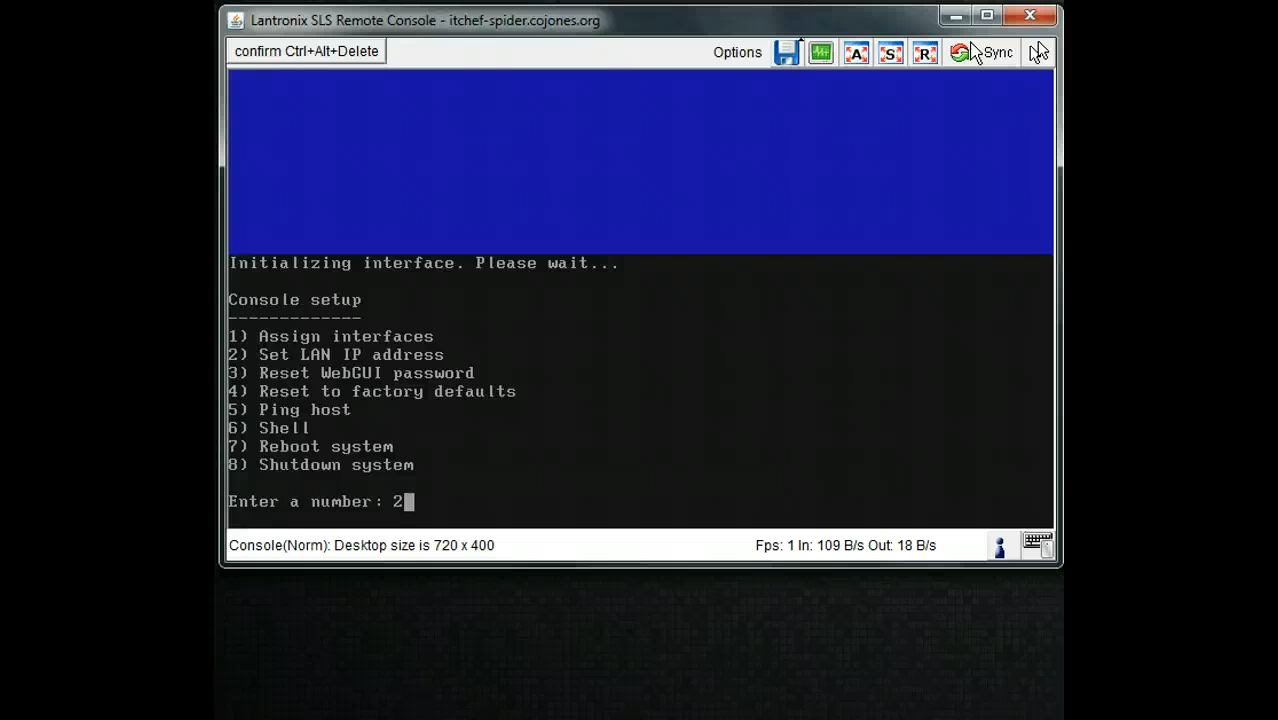 Lantronix SLS Remote Console - itchef-spider.cojones.org
confirm Ctrl+Alt+Delete
Options
A
S
R
Sync
Initializing interface. Please wait...
Console setup
-------------
1) Assign interfaces
2) Set LAN IP address
3) Reset WebGUI password
4) Reset to factory defaults
5) Ping host
6) Shell
7) Reboot system
8) Shutdown system
Enter a number: 2
Console(Norm): Desktop size is 720 x 400
Fps: 1 In: 109 B/s Out: 18 B/s